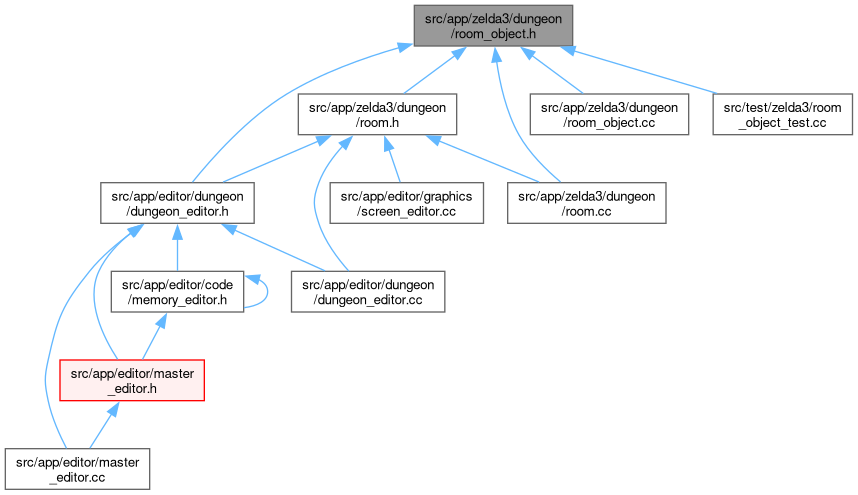 src/app/zelda3/dungeon
/room_object.h
src/app/zelda3/dungeon
/room.h
src/app/zelda3/dungeon
/room_object.cc
src/test/zelda3/room
_object_test.cc
src/app/editor/dungeon
/dungeon_editor.h
src/app/editor/graphics
/screen_editor.cc
src/app/zelda3/dungeon
/room.cc
src/app/editor/code
/memory_editor.h
src/app/editor/dungeon
/dungeon_editor.cc
src/app/editor/master
_editor.h
src/app/editor/master
_editor.cc